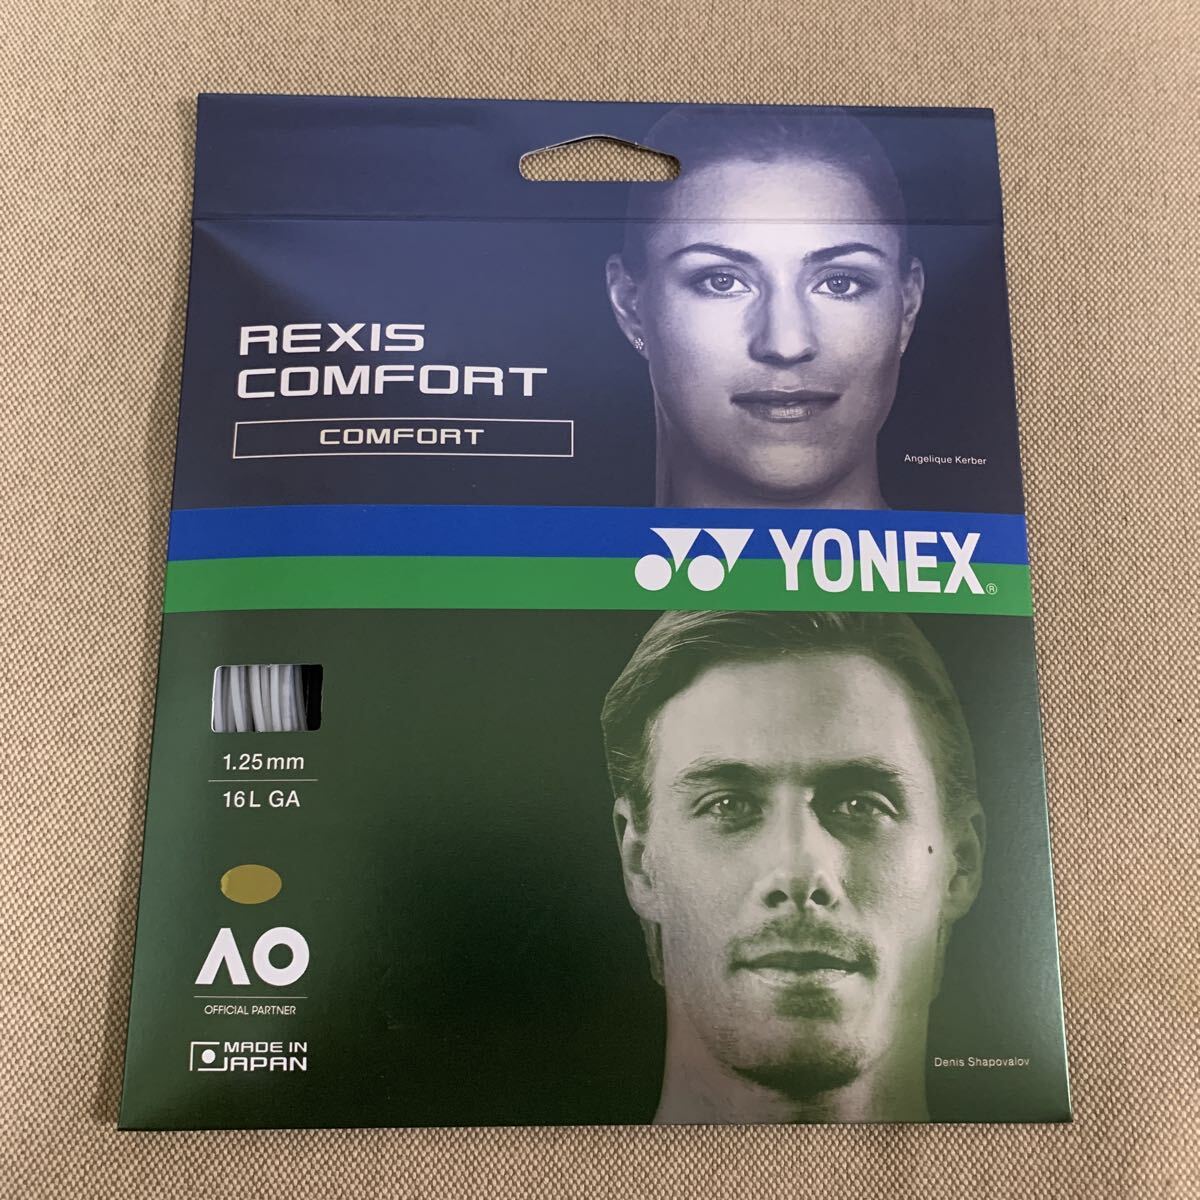 REXIS
COMFORT
COMFORT
Angelique Kerber
YONEX®
1.25mm
16L GA
AO
OFFICIAL PARTNER
MADE IN
JAPAN
Denis Shapovalov